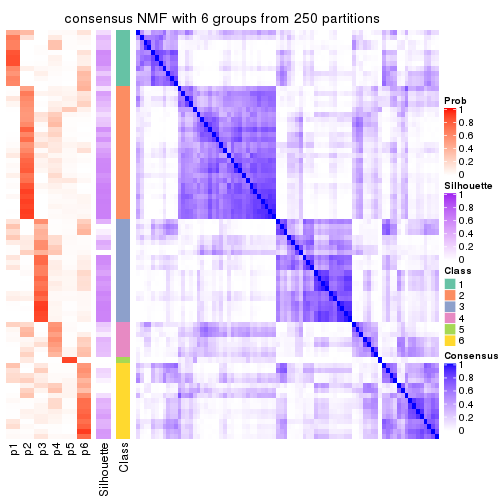 consensus NMF with 6 groups from 250 partitions
Prob
1
0.8
0.6
0.4
0.2
0
Silhouette
1
0.8
0.6
0.4
0.2
0
Class
1
2
3
4
5
6
Consensus
1
0.8
0.6
0.4
0.2
0
p1
p2
p3
p4
p5
p6
Silhouette
Class